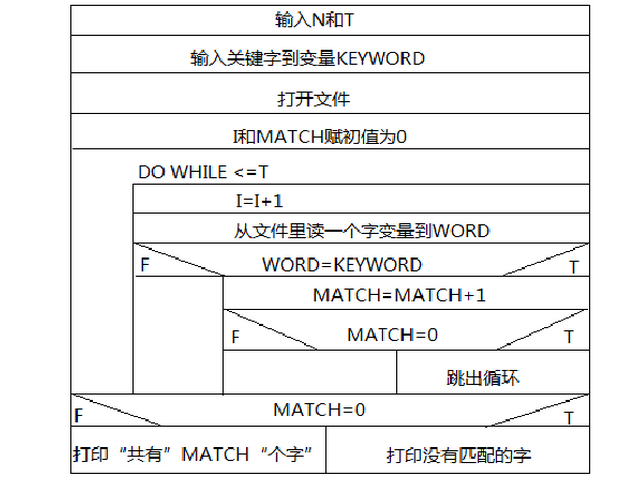 输入N和T
输入关键字到变量KEYWORD
打开文件
I和MATCH赋初值为0
DO WHILE <=T
I=I+1
从文件里读一个字变量到WORD
F WORD=KEYWORD T
MATCH=MATCH+1
F MATCH=0 T
跳出循环
F MATCH=0 T
打印“共有”MATCH“个字” 打印没有匹配的字